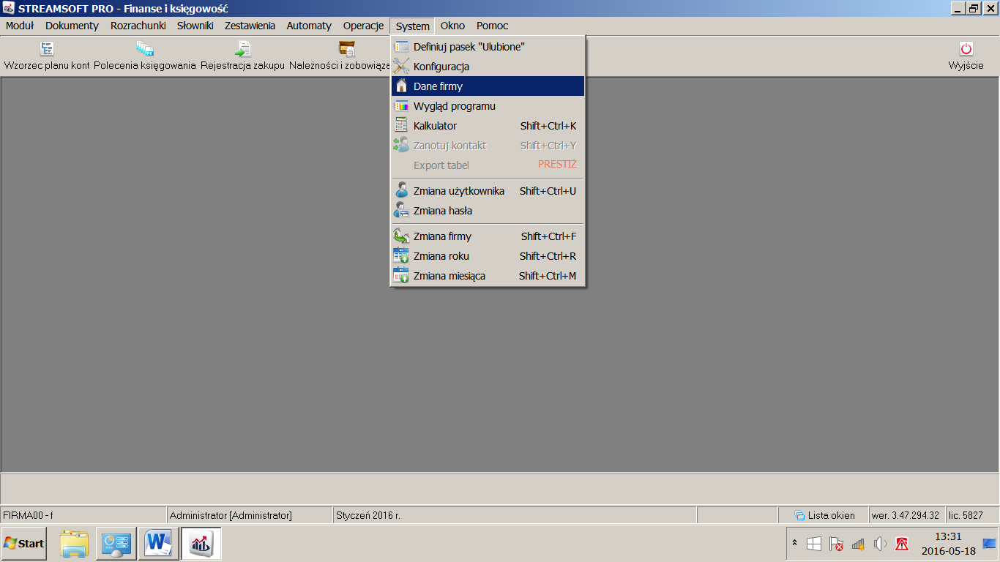 STREAMSOFT PRO - Finanse i księgowość
Moduł Dokumenty Rozrachunki Słowniki Zestawienia Automaty Operacje System Okno Pomoc
Wzorzec planu kont Polecenia księgowania Rejestracja zakupu Należności i zobowiąza Wyjście
Definiuj pasek "Ulubione"
Konfiguracja
Dane firmy
Wygląd programu
Kalkulator Shift+Ctrl+K
Zanotuj kontakt Shift+Ctrl+Y
Export tabel PRESTIŻ
Zmiana użytkownika Shift+Ctrl+U
Zmiana hasła
Zmiana firmy Shift+Ctrl+F
Zmiana roku Shift+Ctrl+R
Zmiana miesiąca Shift+Ctrl+M
FIRMA00 - f Administrator [Administrator] Styczeń 2016 r. Lista okien wer. 3.47.294.32 lic. 5827
Start 13:31
2016-05-18